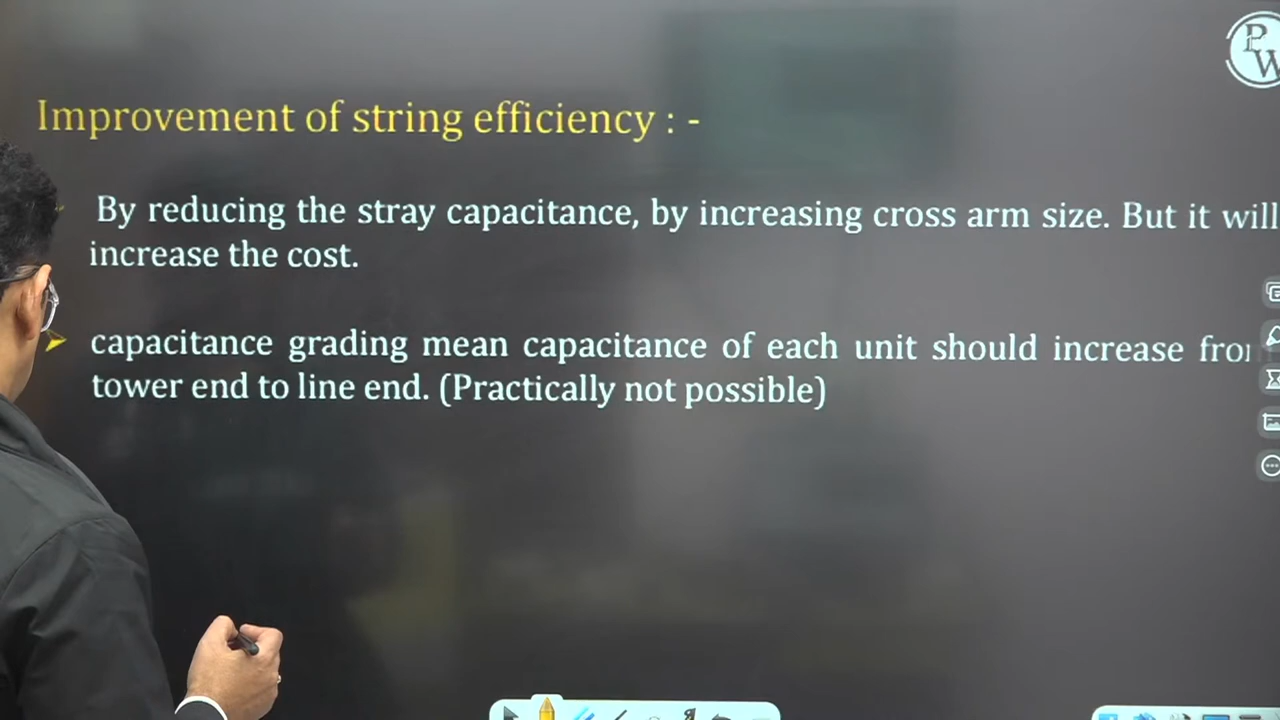 PW
Improvement of string efficiency : -
By reducing the stray capacitance, by increasing cross arm size. But it will
increase the cost.
capacitance grading mean capacitance of each unit should increase
tower end to line end. (Practically not possible)